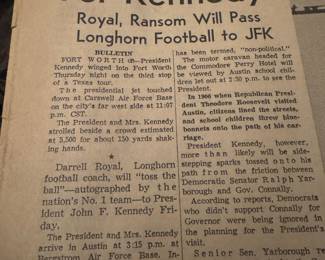 For Kennedy
Royal, Ransom Will Pass
Longhorn Football to JFK
BULLETIN
FORT WORTH —President
Kennedy winged into Fort Worth
Thursday night on the third stop
of a Texas tour.
The presidential jet touched
down at Carswell Air Force Base
on the city's far west side at 11:07
p.m. CST.
The President and Mrs. Kennedy
strolled beside a crowd estimated at
3,500 for about 150 yards shak-
ing hands.
Darrell Royal, Longhorn
football coach, will "toss the
ball"—autographed by the
nation's No. 1 team—to Pres-
ident John F. Kennedy Fri-
day.
The President and Mrs. Kennedy
arrive in Austin at 3:15 p.m. at
Bergstrom Air Force Base. In-
has been termed, "non-political."
The motor caravan headed for
the Commodore Perry Hotel will
be viewed by Austin school chil-
dren let out at 2:30 p.m. to see the
President.
In 1905 when Republican Presi-
dent Theodore Roosevelt visited
Austin, citizens lined the streets,
and school children threw blue-
bonnets onto the path of his car-
riage.
President Kennedy, however,
more than likely will be side-
stepping sparks tossed onto his
path from the friction between
Democratic Senator Ralph Yar-
borough and Gov. Connally.
According to reports, Democrats
who didn't support Connally for
Governor were being ignored in
the planning for the President's
visit.
Senior Sen. Yarborough